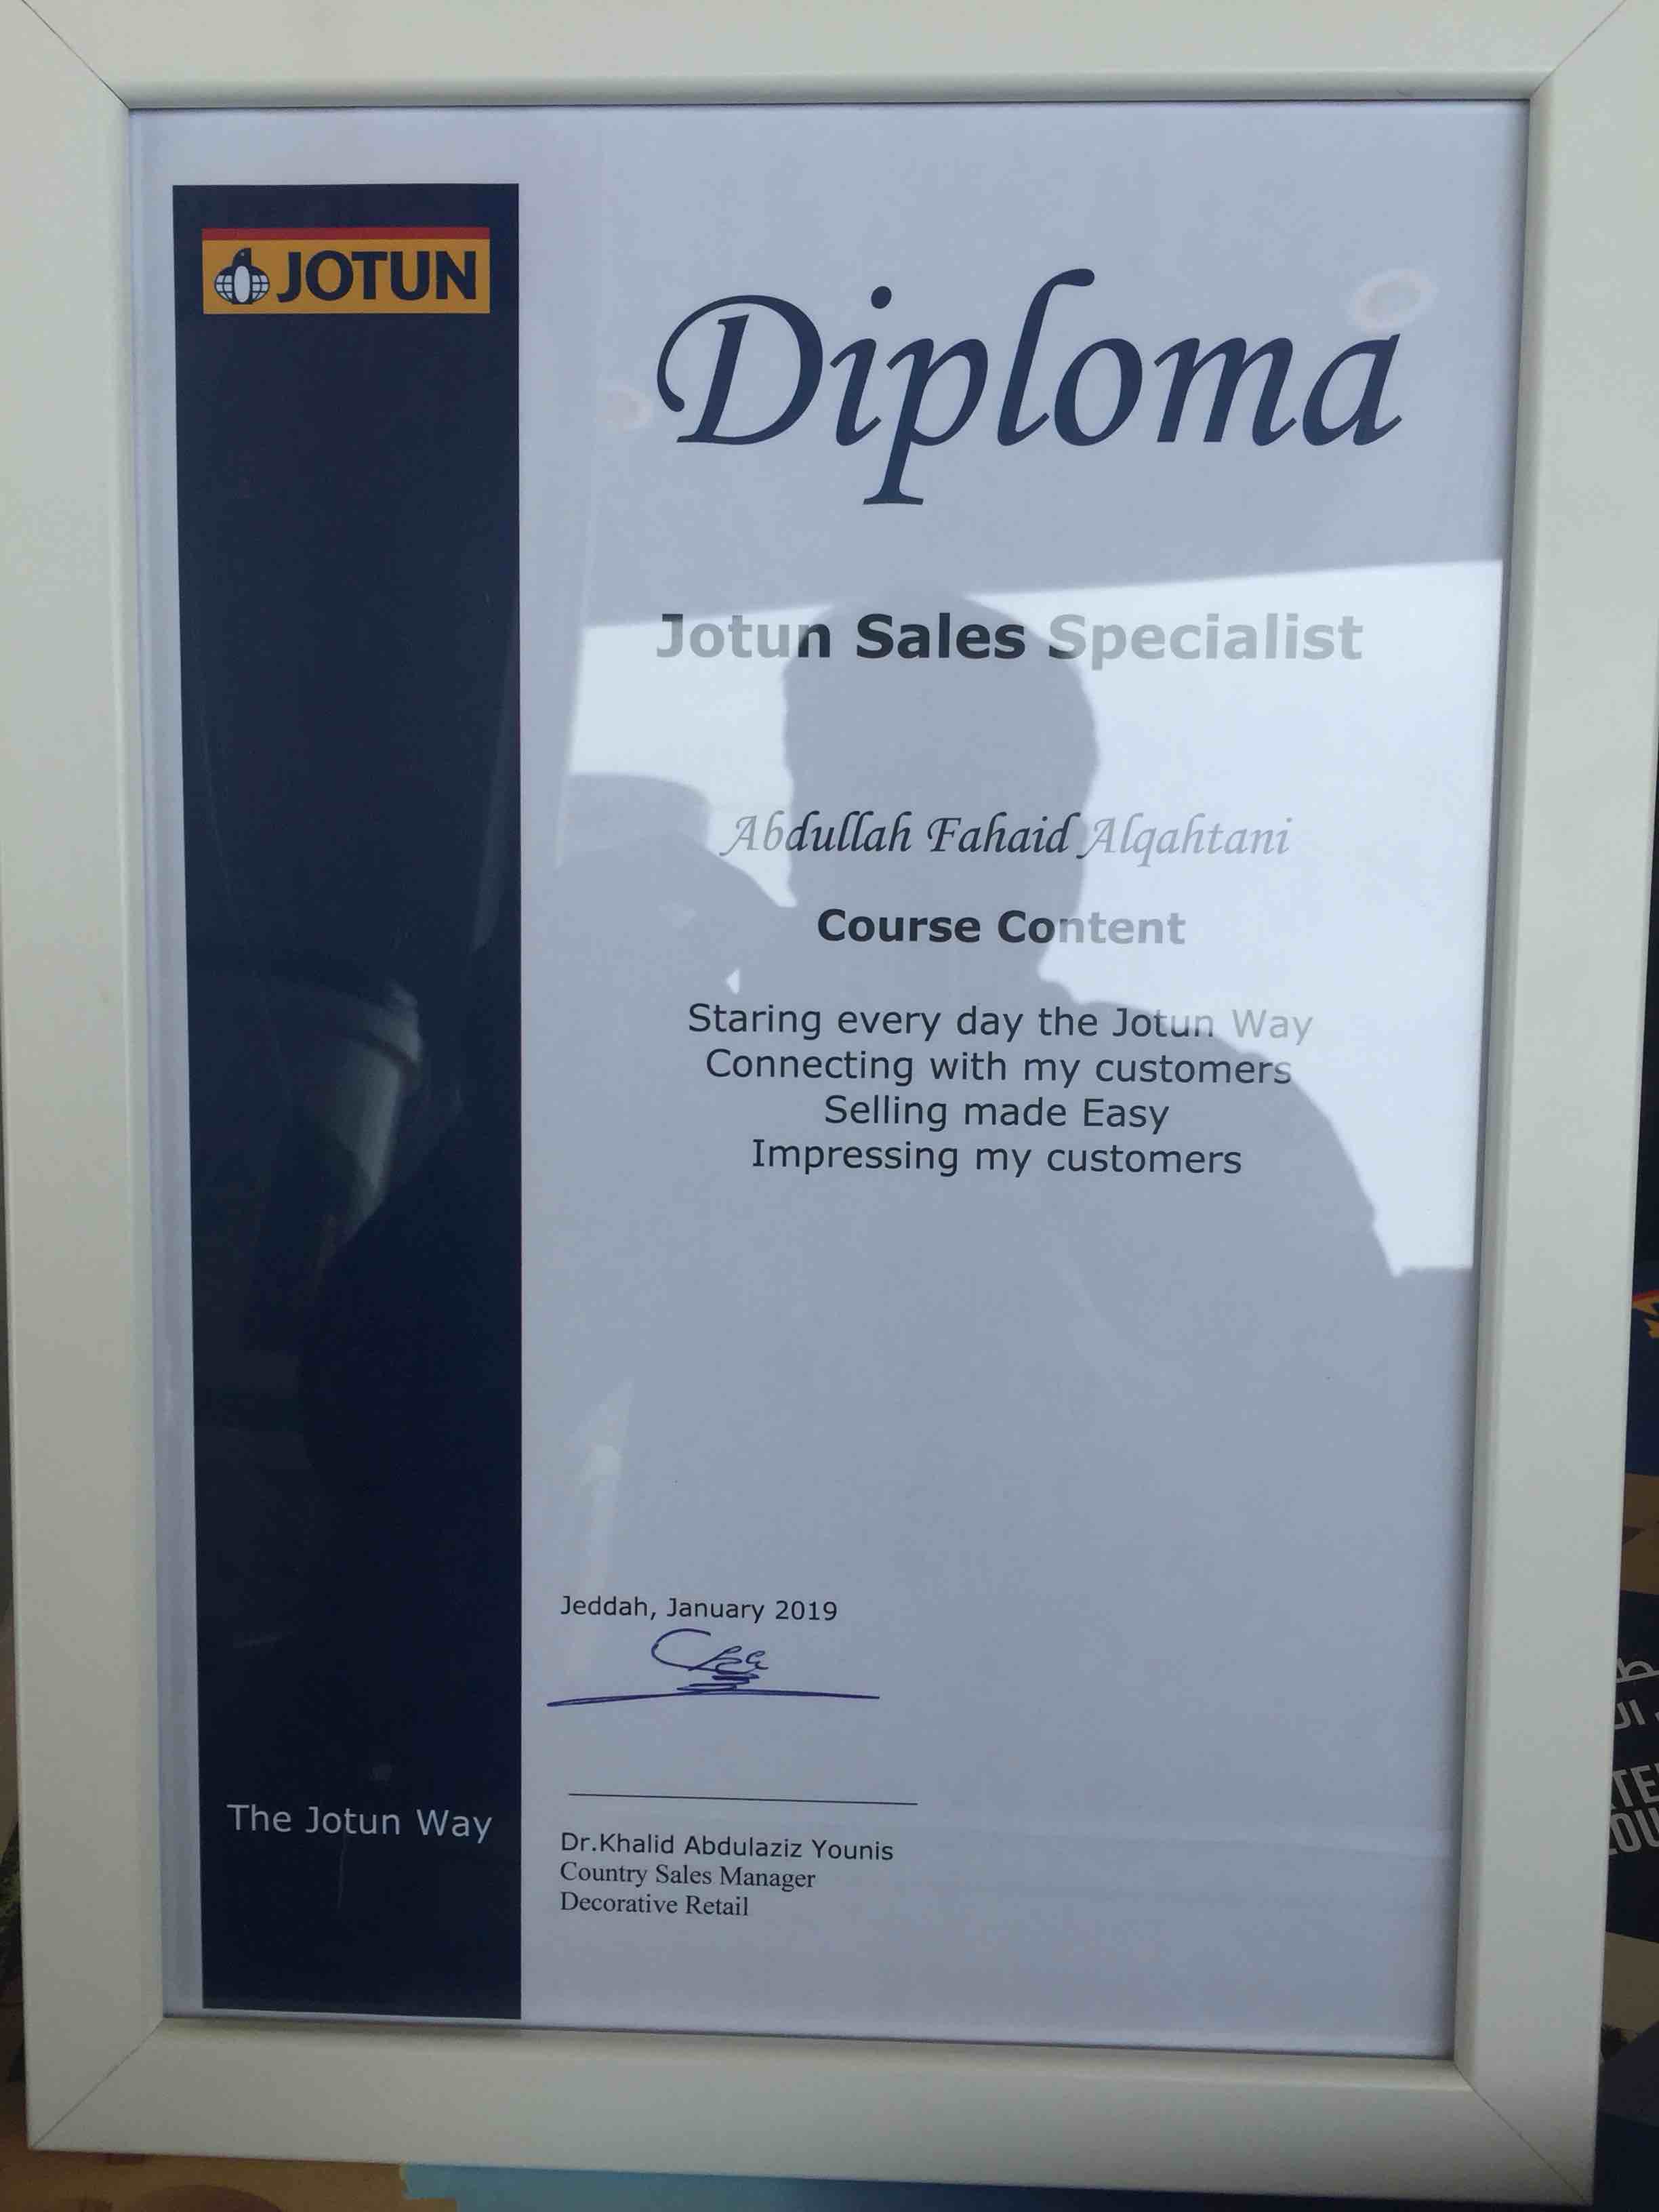 JOTUN
Diploma
Jotun Sales Specialist
Abdullah Fahaid Alqahtani
Course Content
Staring every day the Jotun Way
Connecting with my customers
Selling made Easy
Impressing my customers
Jeddah, January 2019
Dr.Khalid Abdulaziz Younis
Country Sales Manager
Decorative Retail
The Jotun Way